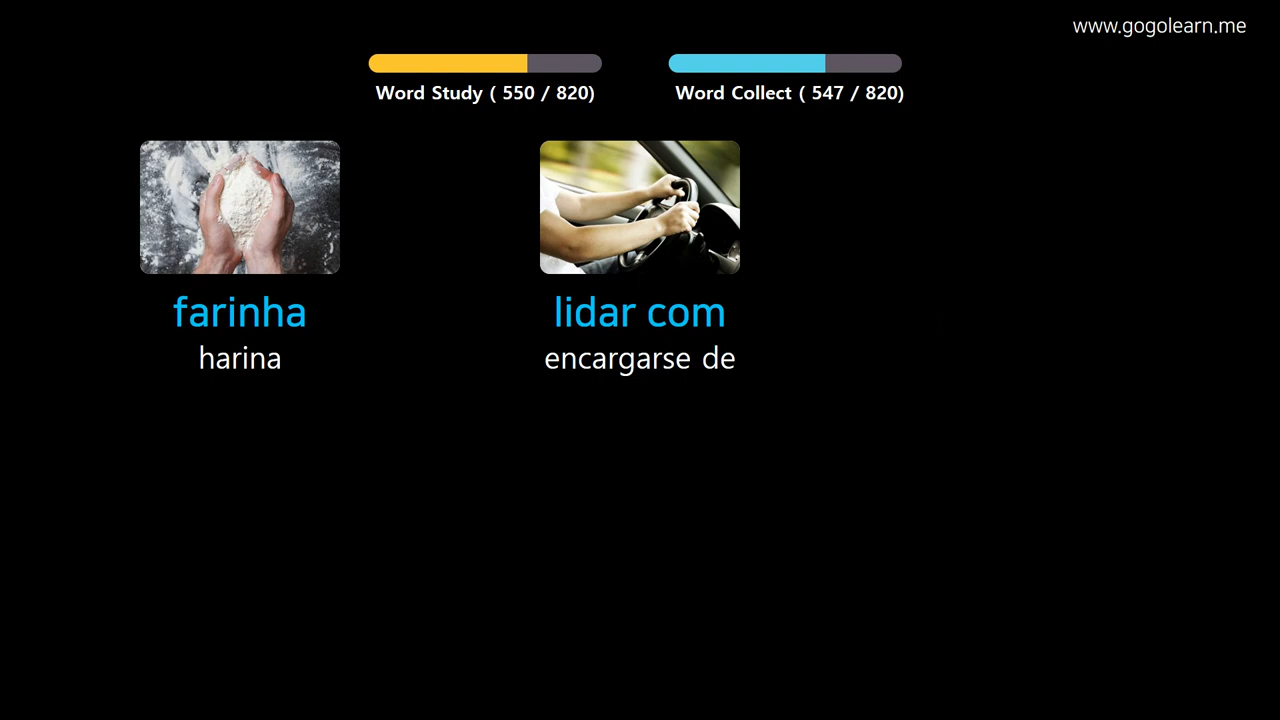 www.gogolearn.me
Word Study ( 550 / 820)
Word Collect ( 547 / 820)
farinha
harina
lidar com
encargarse de